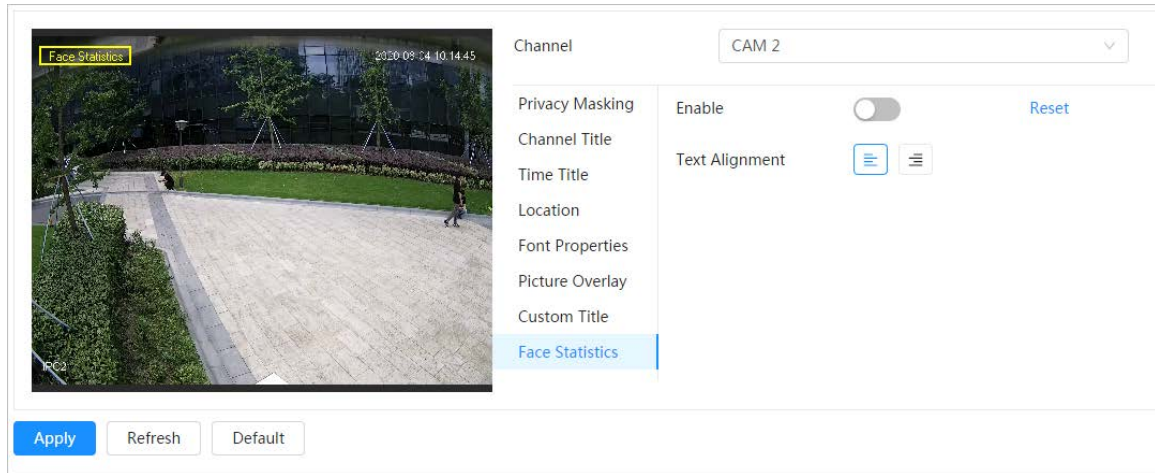 Face Statistics
2020-09-04 10:14:45
IPC2
Channel
CAM 2
Privacy Masking
Channel Title
Time Title
Location
Font Properties
Picture Overlay
Custom Title
Face Statistics
Enable
Reset
Text Alignment
Apply
Refresh
Default